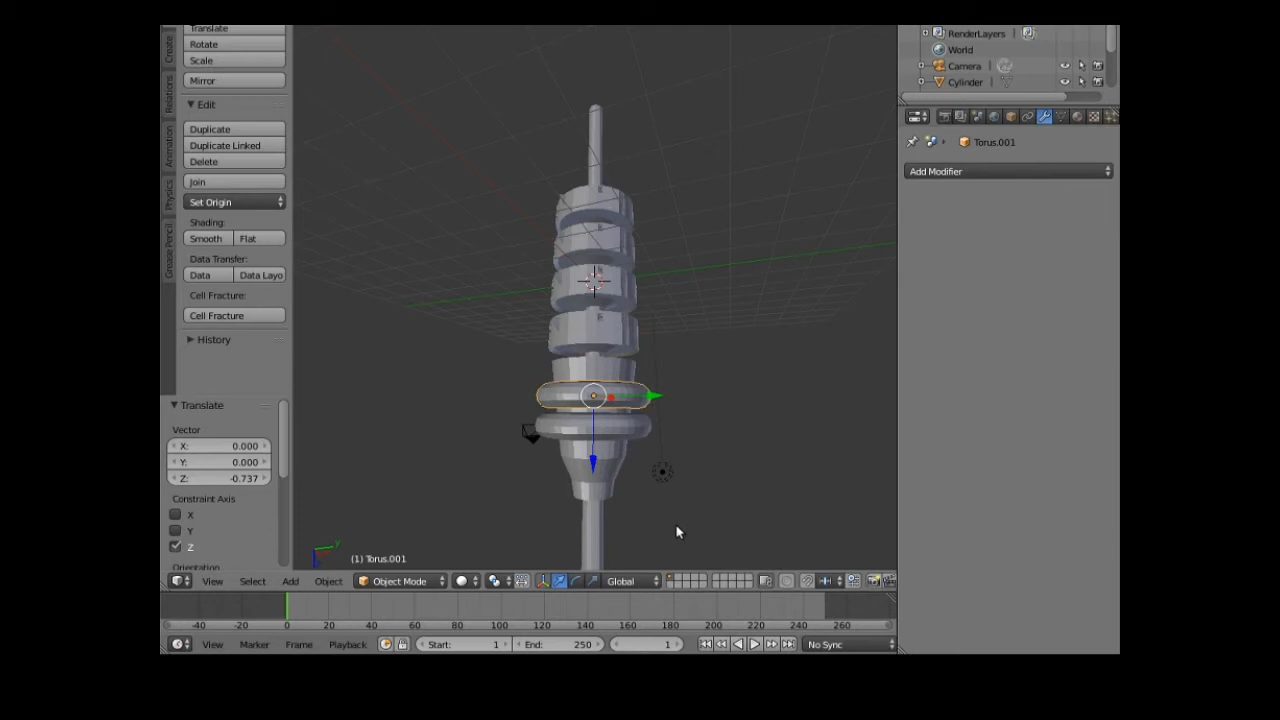 Translate
Rotate
Scale
Mirror
Edit
Duplicate
Duplicate Linked
Delete
Join
Set Origin
Shading:
Smooth Flat
Data Transfer:
Data Data Layo
Cell Fracture:
Cell Fracture
History
Create
Relations
Animation
Physics
Grease Pencil
Translate
Vector
X: 0.000
Y: 0.000
Z: -0.737
Constraint Axis
X
Y
Z
Orientation
(1) Torus.001
View Select Add Object Object Mode Global
-40 -20 0 20 40 60 80 100 120 140 160 180 200 220 240 260
View Marker Frame Playback Start: 1 End: 250 1 No Sync
RenderLayers
World
Camera
Cylinder
Torus.001
Add Modifier